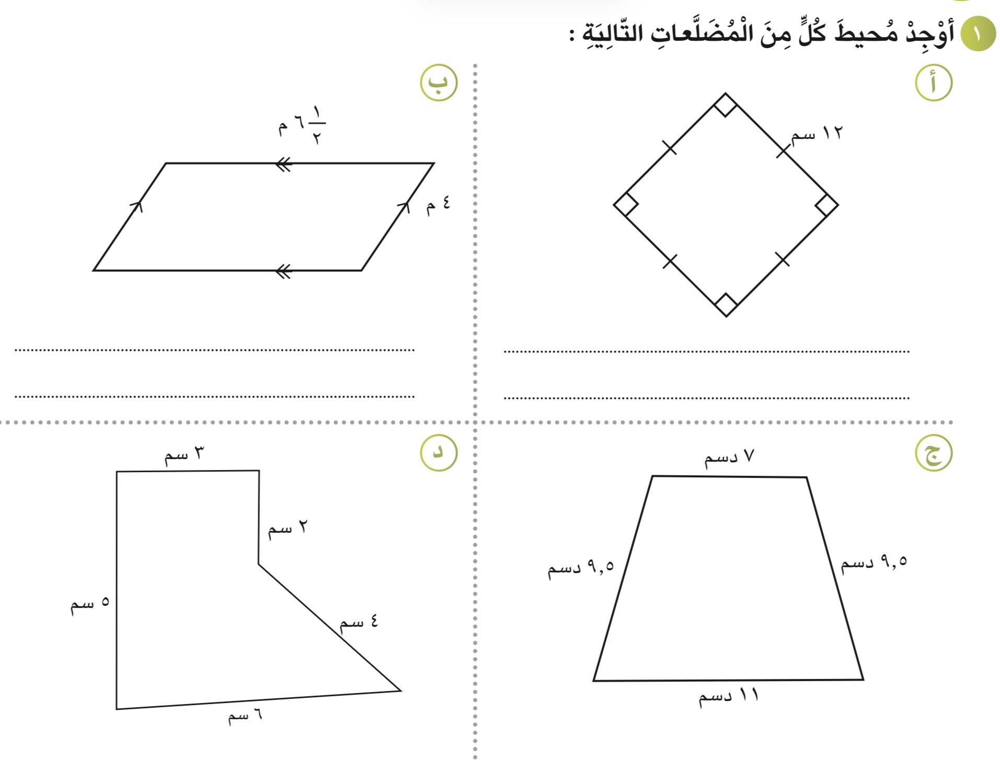 ١ أَوْجِدْ مُحيطَ كُلٍّ مِنَ الْمُضَلَّعاتِ التّالِيَةِ :
أ
١٢ سم
ب
٦ ١/٢ م
٤ م
ج
٧ دسم
٩,٥ دسم
٩,٥ دسم
١١ دسم
د
٣ سم
٢ سم
٥ سم
٤ سم
٦ سم